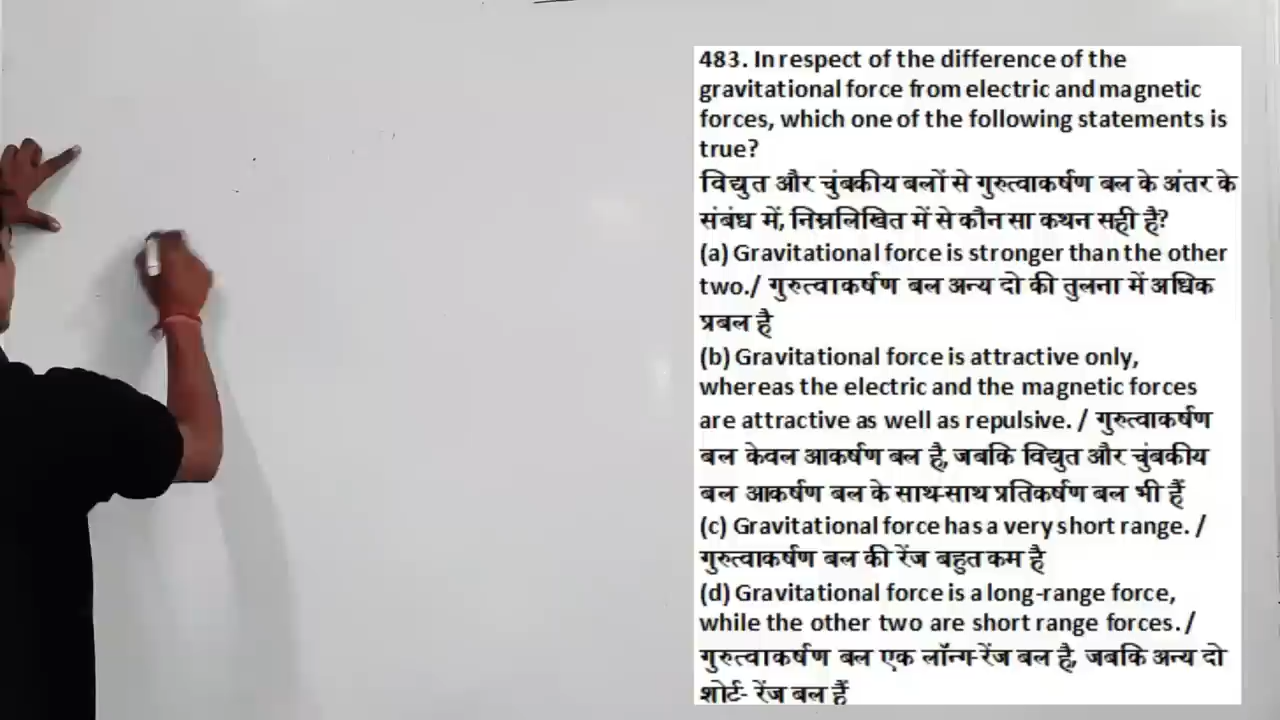 483. In respect of the difference of the
gravitational force from electric and magnetic
forces, which one of the following statements is
true?
विद्युत और चुंबकीय बलों से गुरुत्वाकर्षण बल के अंतर के
संबंध में, निम्नलिखित में से कौन सा कथन सही है?
(a) Gravitational force is stronger than the other
two./ गुरुत्वाकर्षण बल अन्य दो की तुलना में अधिक
प्रबल है
(b) Gravitational force is attractive only,
whereas the electric and the magnetic forces
are attractive as well as repulsive. / गुरुत्वाकर्षण
बल केवल आकर्षण बल है, जबकि विद्युत और चुंबकीय
बल आकर्षण बल के साथ-साथ प्रतिकर्षण बल भी हैं
(c) Gravitational force has a very short range. /
गुरुत्वाकर्षण बल की रेंज बहुत कम है
(d) Gravitational force is a long-range force,
while the other two are short range forces. /
गुरुत्वाकर्षण बल एक लॉन्ग-रेंज बल है, जबकि अन्य दो
शोर्ट- रेंज बल हैं